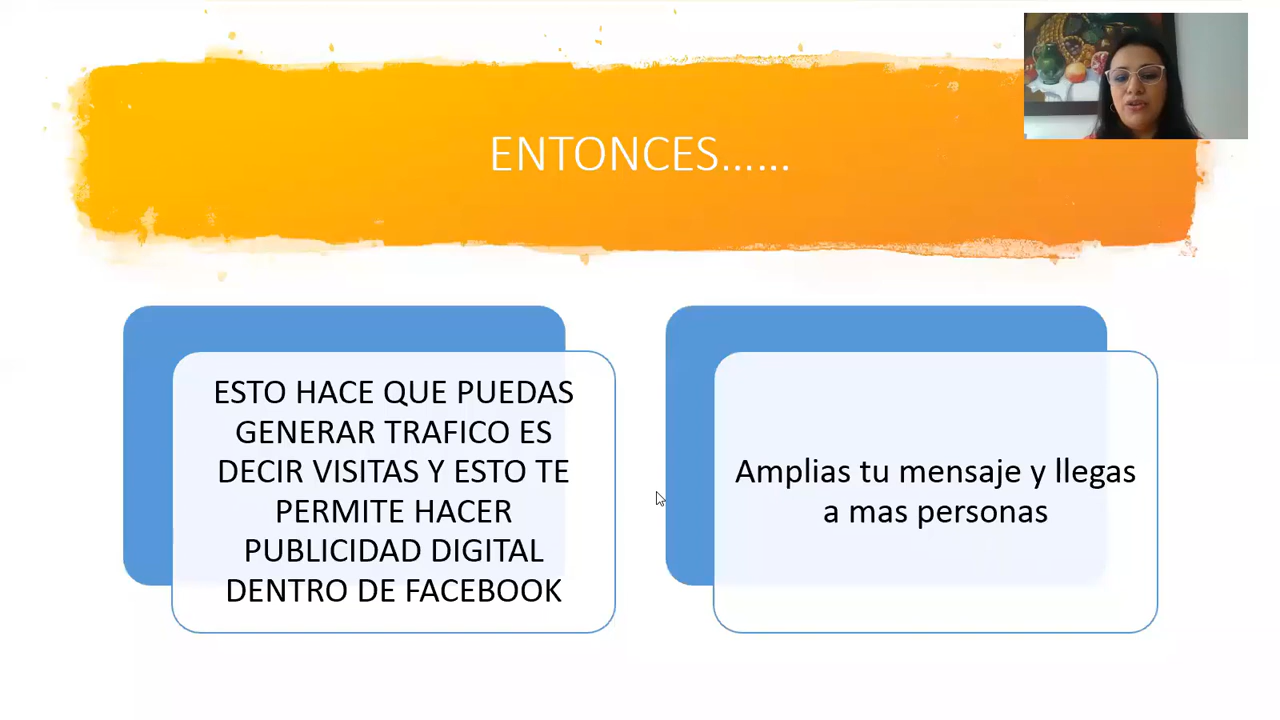 ENTONCES......
ESTO HACE QUE PUEDAS
GENERAR TRAFICO ES
DECIR VISITAS Y ESTO TE
PERMITE HACER
PUBLICIDAD DIGITAL
DENTRO DE FACEBOOK
Amplias tu mensaje y llegas
a mas personas